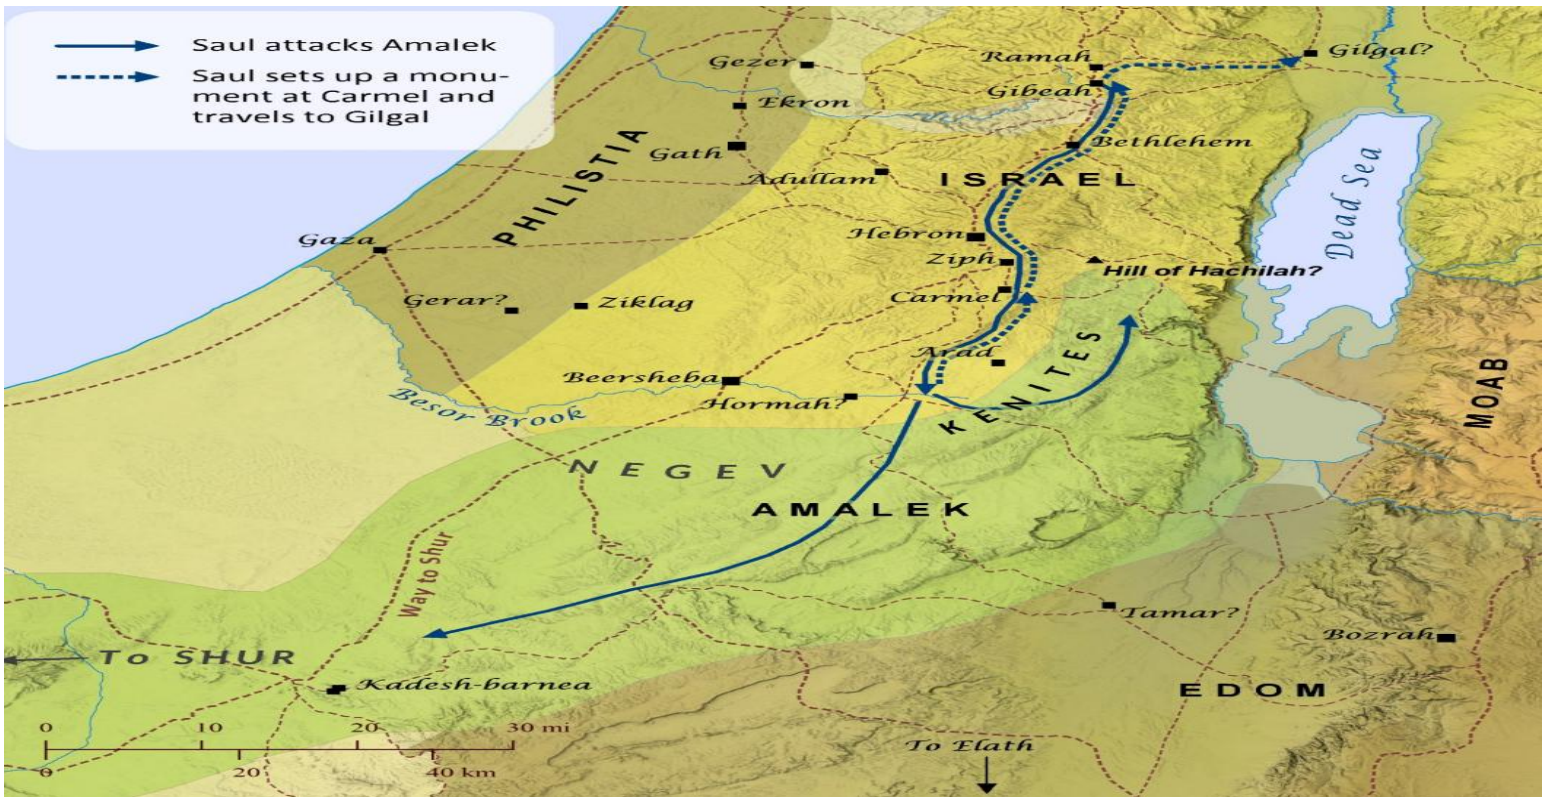 Saul attacks Amalek
Saul sets up a monu-
ment at Carmel and
travels to Gilgal
Ramah
Gilgal?
Gezer
Gibeah
Ekron
PHILISTIA
Gath
Bethlehem
Adullam
ISRAEL
Dead Sea
Gaza
Hebron
Ziph
Hill of Hachilah?
Gerar?
Ziklag
Carmel
Arad
KENITES
MOAB
Beersheba
Hormah?
Besor Brook
NEGEV
AMALEK
Way to Shur
Tamar?
Bozrah
To SHUR
Kadesh-barnea
EDOM
0 10 20 30 mi
0 20 40 km
To Elath